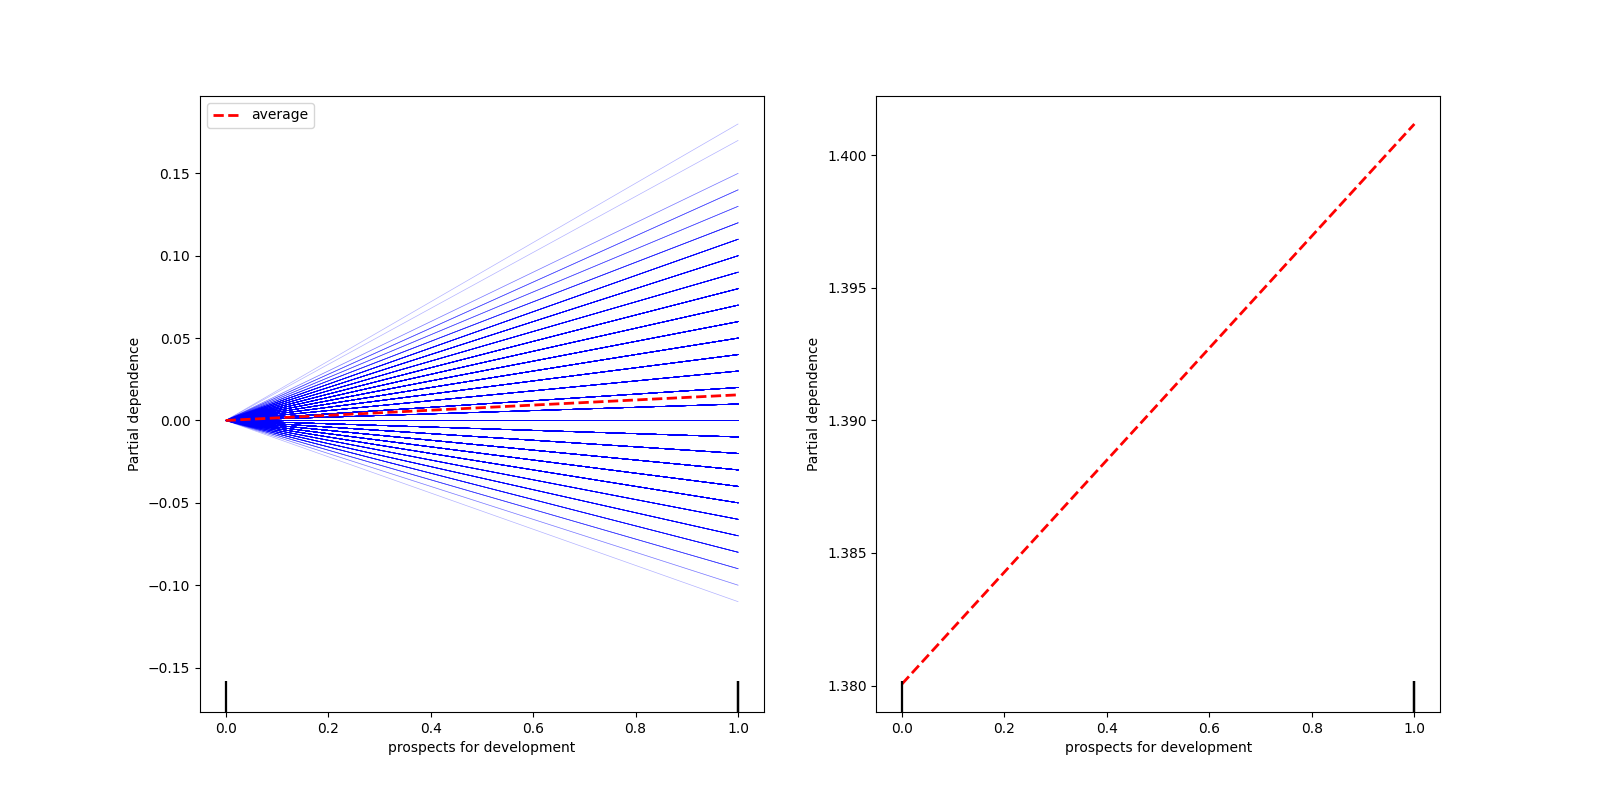 average
0.15
0.10
0.05
0.00
−0.05
−0.10
−0.15
Partial dependence
0.0 0.2 0.4 0.6 0.8 1.0
prospects for development
1.400
1.395
1.390
1.385
1.380
Partial dependence
0.0 0.2 0.4 0.6 0.8 1.0
prospects for development